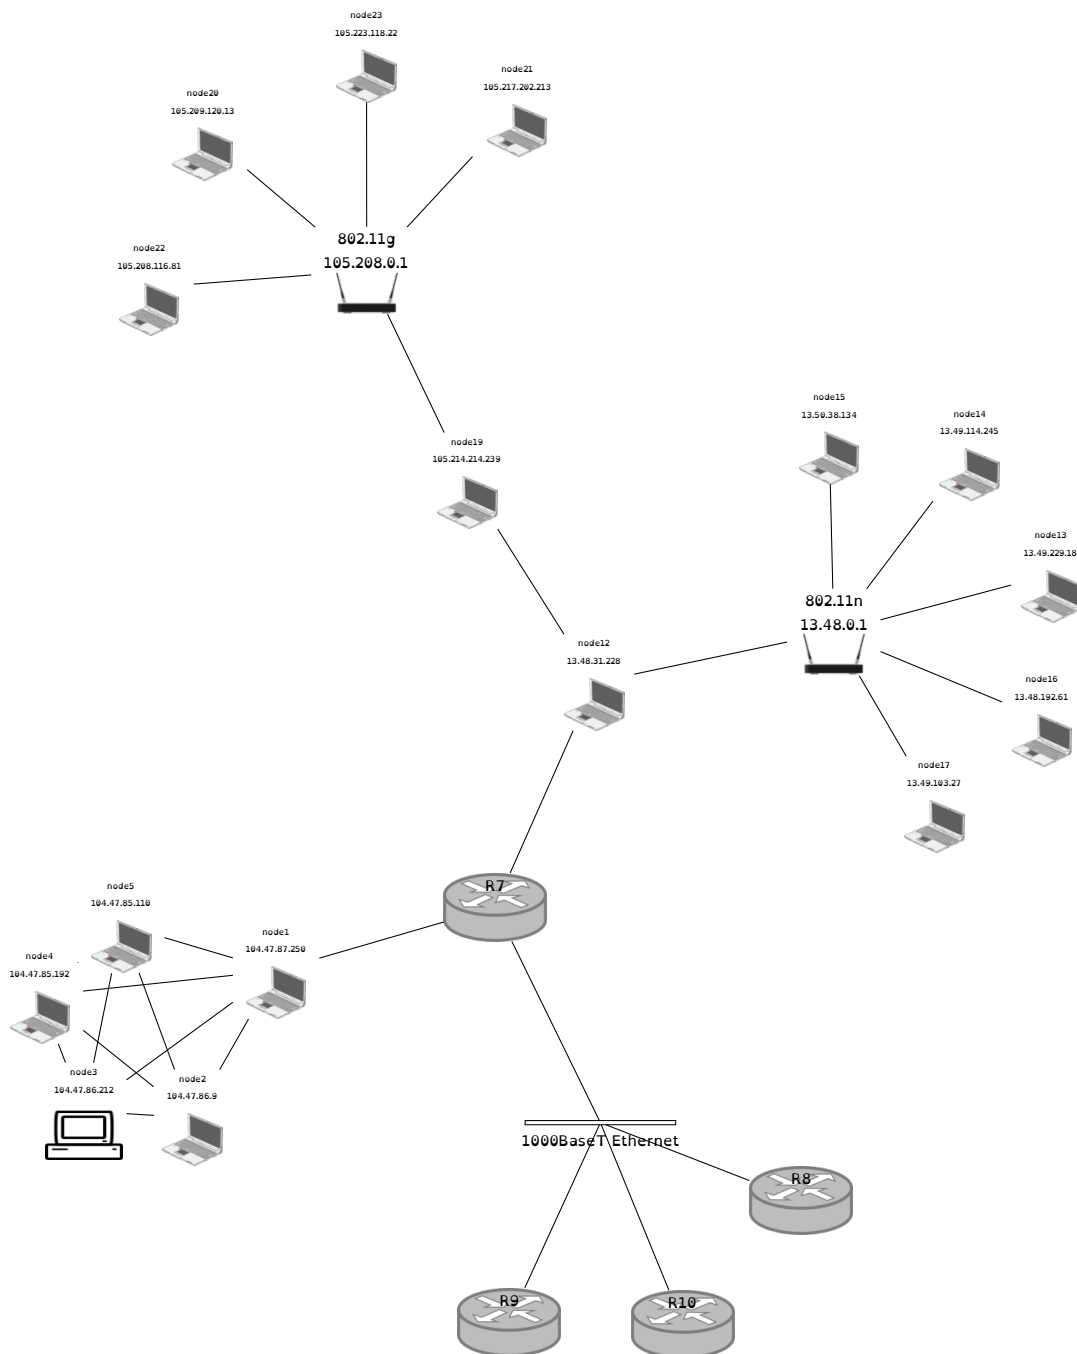 node23
105.223.118.22
node21
105.217.202.213
node20
105.209.120.13
802.11g
105.208.0.1
node22
105.208.116.81
node19
105.214.214.239
node15
13.50.38.134
node14
13.49.114.245
node13
13.49.229.18
802.11n
13.48.0.1
node12
13.48.31.228
node16
13.48.192.61
node17
13.49.103.27
R7
node5
104.47.85.110
node1
104.47.87.250
node4
104.47.85.192
node3
104.47.86.212
node2
104.47.86.9
1000BaseT Ethernet
R8
R9
R10